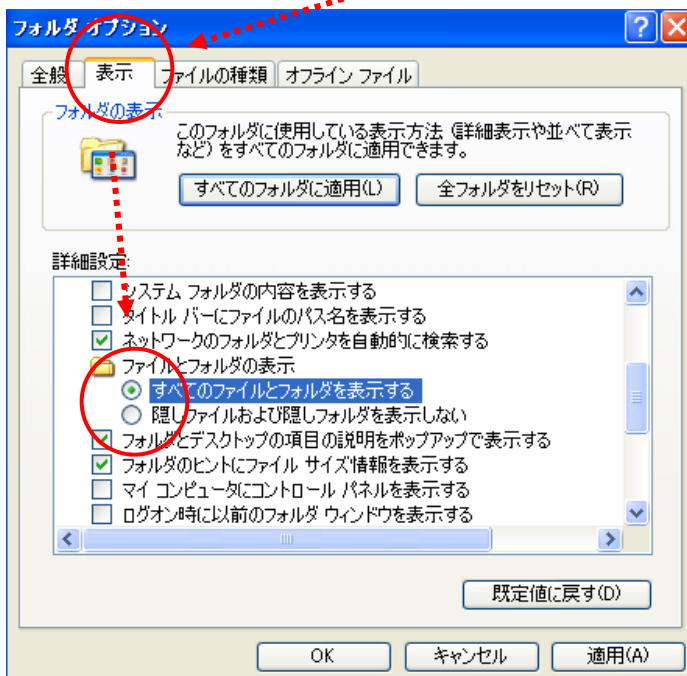 フォルダ オプション
全般 表示 ファイルの種類 オフライン ファイル
フォルダの表示
このフォルダに使用している表示方法 (詳細表示や並べて表示
など) をすべてのフォルダに適用できます。
すべてのフォルダに適用(L) 全フォルダをリセット(R)
詳細設定:
システム フォルダの内容を表示する
タイトル バーにファイルのパス名を表示する
ネットワークのフォルダとプリンタを自動的に検索する
ファイルとフォルダの表示
すべてのファイルとフォルダを表示する
隠しファイルおよび隠しフォルダを表示しない
フォルダとデスクトップの項目の説明をポップアップで表示する
フォルダのヒントにファイル サイズ情報を表示する
マイ コンピュータにコントロール パネルを表示する
ログオン時に以前のフォルダ ウィンドウを表示する
既定値に戻す(D)
OK キャンセル 適用(A)